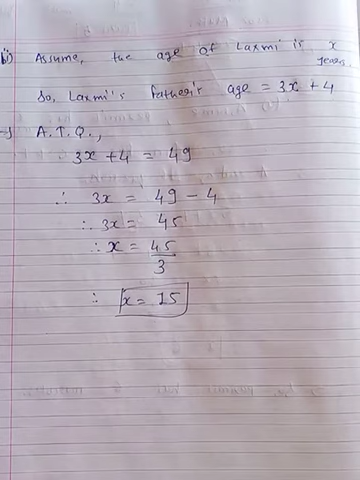 ii) Assume, the age of Laxmi is x years.
So, Laxmi's father's age = 3x + 4
→ A.T.Q.,
3x + 4 = 49
∴ 3x = 49 - 4
∴ 3x = 45
∴ x = 45
3
∴ x = 15